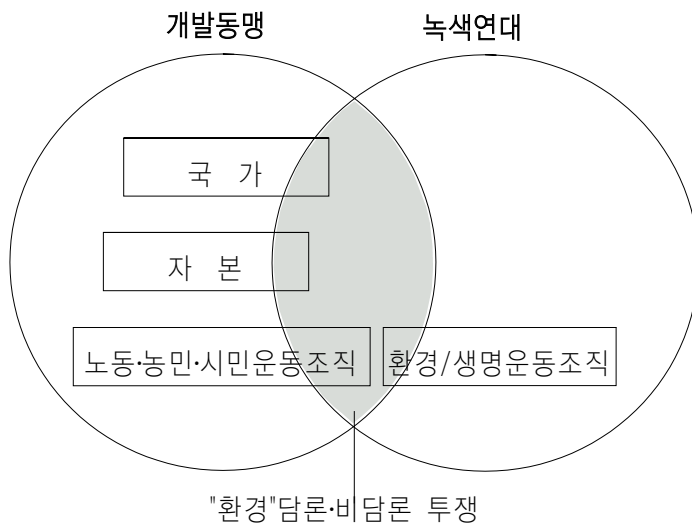 개발동맹 녹색연대
국 가
자 본
노동·농민·시민운동조직 환경/생명운동조직
"환경"담론·비담론 투쟁